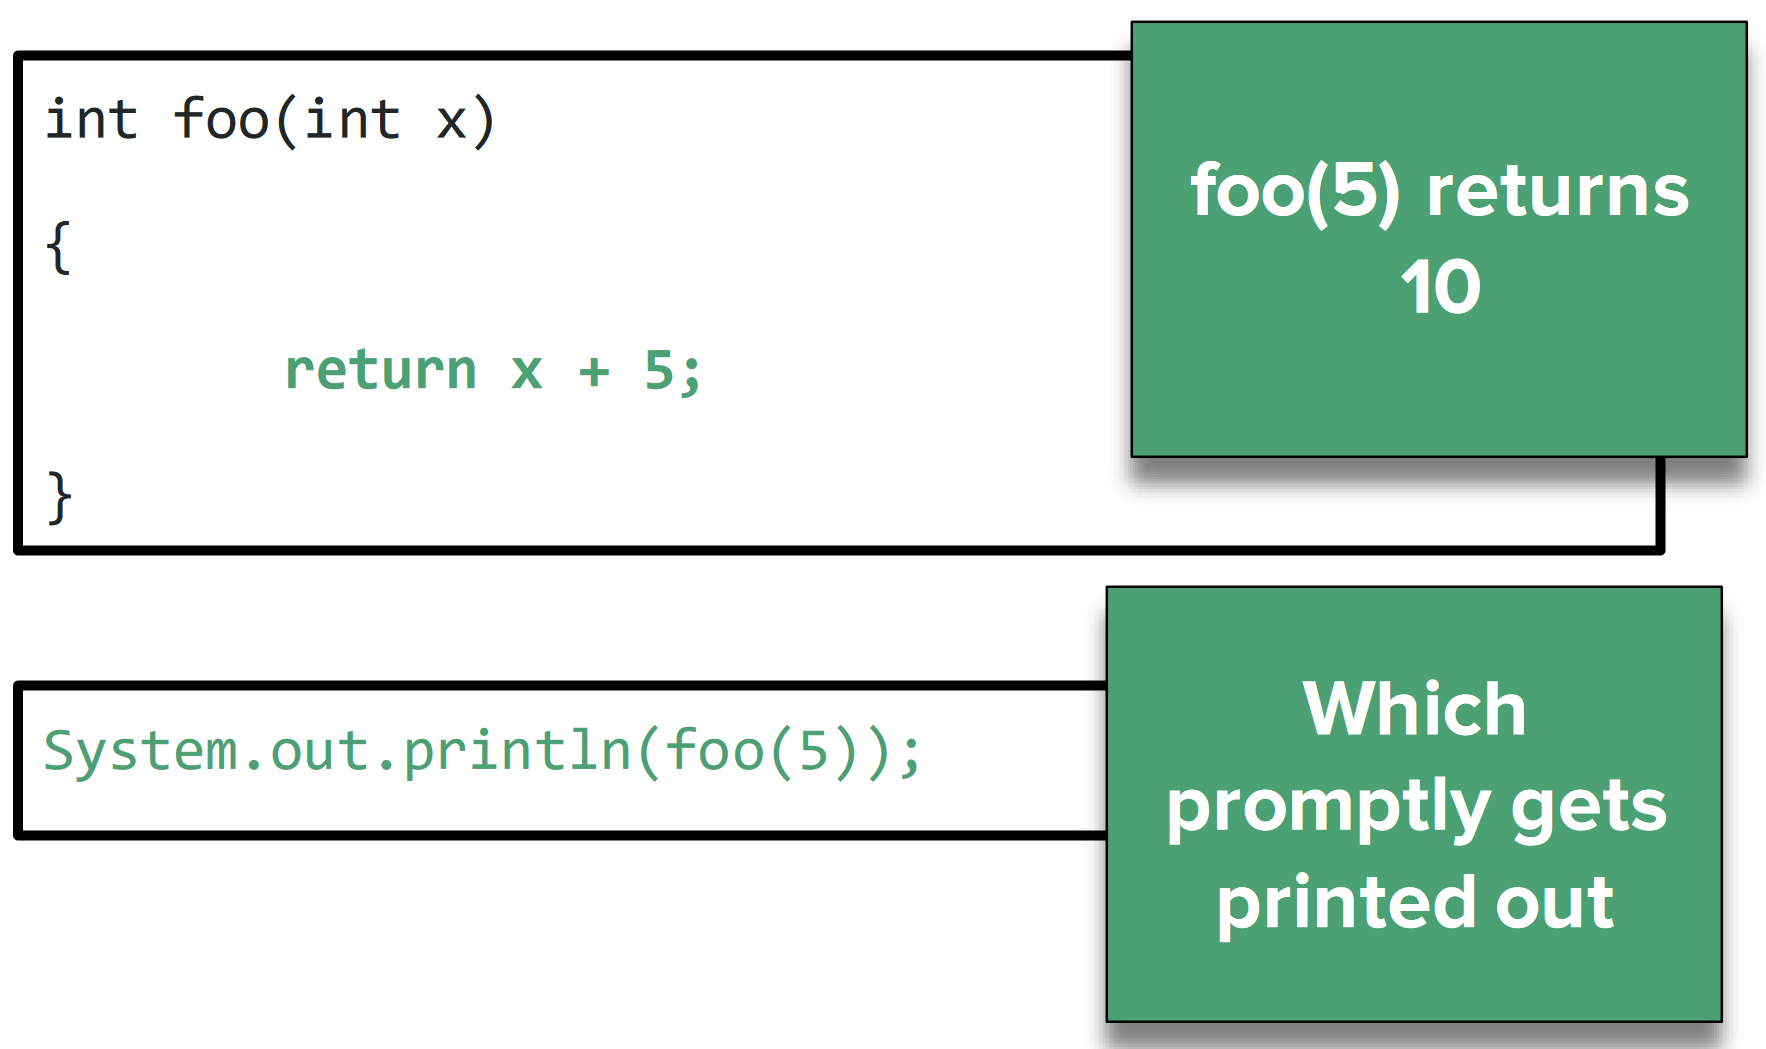 int foo(int x)
{
return x + 5;
}
foo(5) returns
10
System.out.println(foo(5));
Which
promptly gets
printed out